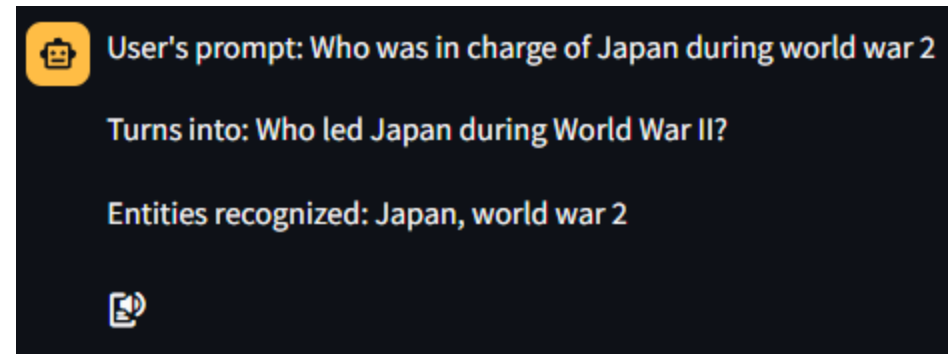 User's prompt: Who was in charge of Japan during world war 2
Turns into: Who led Japan during World War II?
Entities recognized: Japan, world war 2